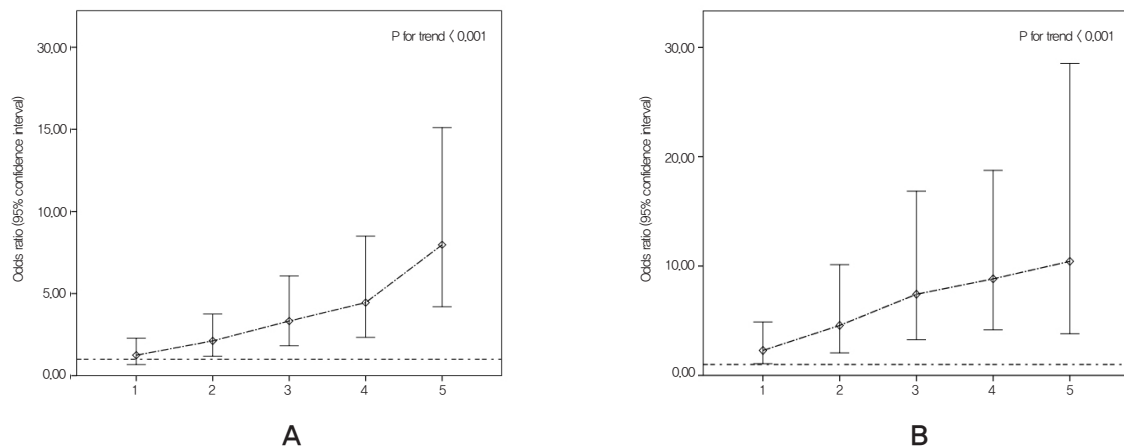 P for trend < 0.001
30.00
15.00
10.00
5.00
0.00
Odds ratio (95% confidence interval)
1 2 3 4 5
A
P for trend < 0.001
30.00
20.00
10.00
0.00
Odds ratio (95% confidence interval)
1 2 3 4 5
B